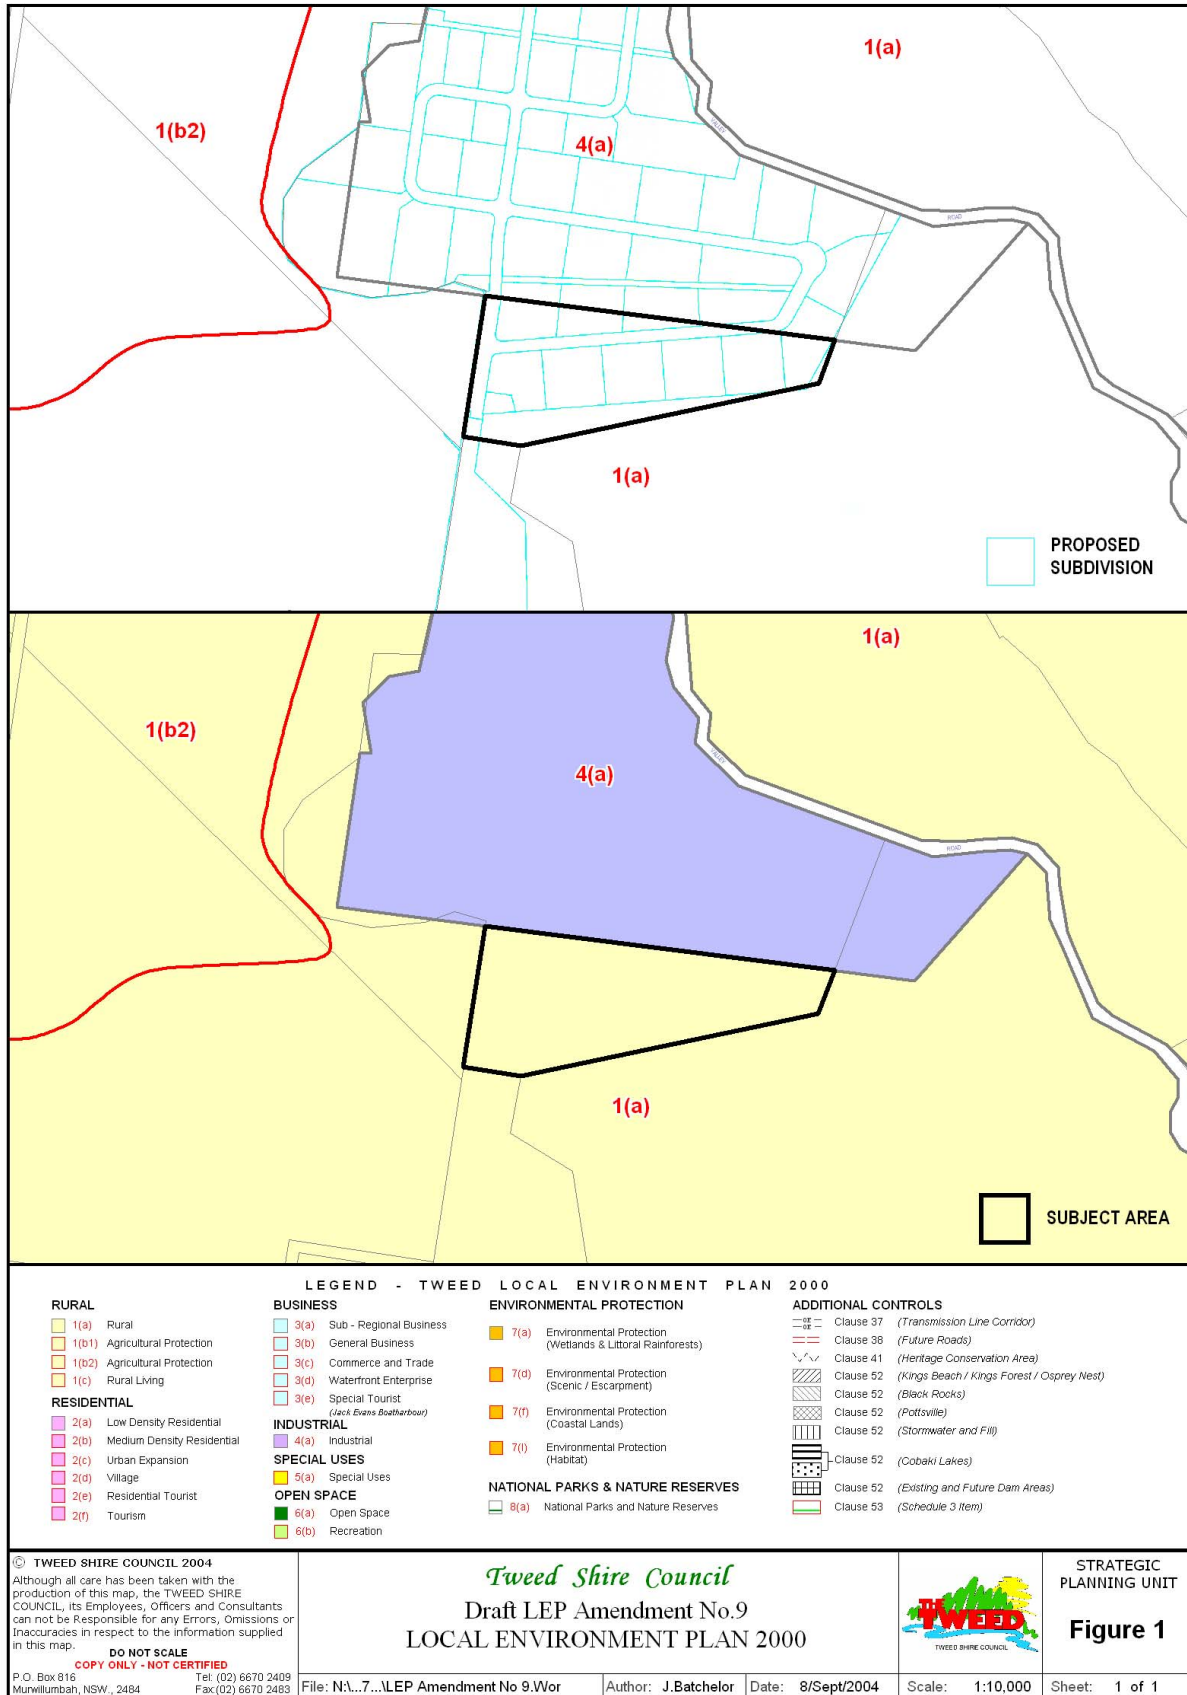 1(a)
1(b2)
4(a)
VALLEY
ROAD
1(a)
PROPOSED
SUBDIVISION
1(a)
1(b2)
4(a)
VALLEY
ROAD
1(a)
SUBJECT AREA
LEGEND - TWEED LOCAL ENVIRONMENT PLAN 2000
RURAL
1(a) Rural
1(b1) Agricultural Protection
1(b2) Agricultural Protection
1(c) Rural Living
RESIDENTIAL
2(a) Low Density Residential
2(b) Medium Density Residential
2(c) Urban Expansion
2(d) Village
2(e) Residential Tourist
2(f) Tourism
BUSINESS
3(a) Sub - Regional Business
3(b) General Business
3(c) Commerce and Trade
3(d) Waterfront Enterprise
3(e) Special Tourist
(Jack Evans Boatharbour)
INDUSTRIAL
4(a) Industrial
SPECIAL USES
5(a) Special Uses
OPEN SPACE
6(a) Open Space
6(b) Recreation
ENVIRONMENTAL PROTECTION
7(a) Environmental Protection
(Wetlands & Littoral Rainforests)
7(d) Environmental Protection
(Scenic / Escarpment)
7(f) Environmental Protection
(Coastal Lands)
7(l) Environmental Protection
(Habitat)
NATIONAL PARKS & NATURE RESERVES
8(a) National Parks and Nature Reserves
ADDITIONAL CONTROLS
Clause 37 (Transmission Line Corridor)
Clause 38 (Future Roads)
Clause 41 (Heritage Conservation Area)
Clause 52 (Kings Beach / Kings Forest / Osprey Nest)
Clause 52 (Black Rocks)
Clause 52 (Pottsville)
Clause 52 (Stormwater and Fill)
Clause 52 (Cobaki Lakes)
Clause 52 (Existing and Future Dam Areas)
Clause 53 (Schedule 3 Item)
© TWEED SHIRE COUNCIL 2004
Although all care has been taken with the
production of this map, the TWEED SHIRE
COUNCIL, its Employees, Officers and Consultants
can not be Responsible for any Errors, Omissions or
Inaccuracies in respect to the information supplied
in this map.
DO NOT SCALE
COPY ONLY - NOT CERTIFIED
P.O. Box 816 Tel: (02) 6670 2409
Murwillumbah, NSW., 2484 Fax:(02) 6670 2483
Tweed Shire Council
Draft LEP Amendment No.9
LOCAL ENVIRONMENT PLAN 2000
File: N:\...7...\LEP Amendment No 9.Wor
Author: J.Batchelor
Date: 8/Sept/2004
THE
TWEED
TWEED SHIRE COUNCIL
STRATEGIC
PLANNING UNIT
Figure 1
Scale: 1:10,000
Sheet: 1 of 1